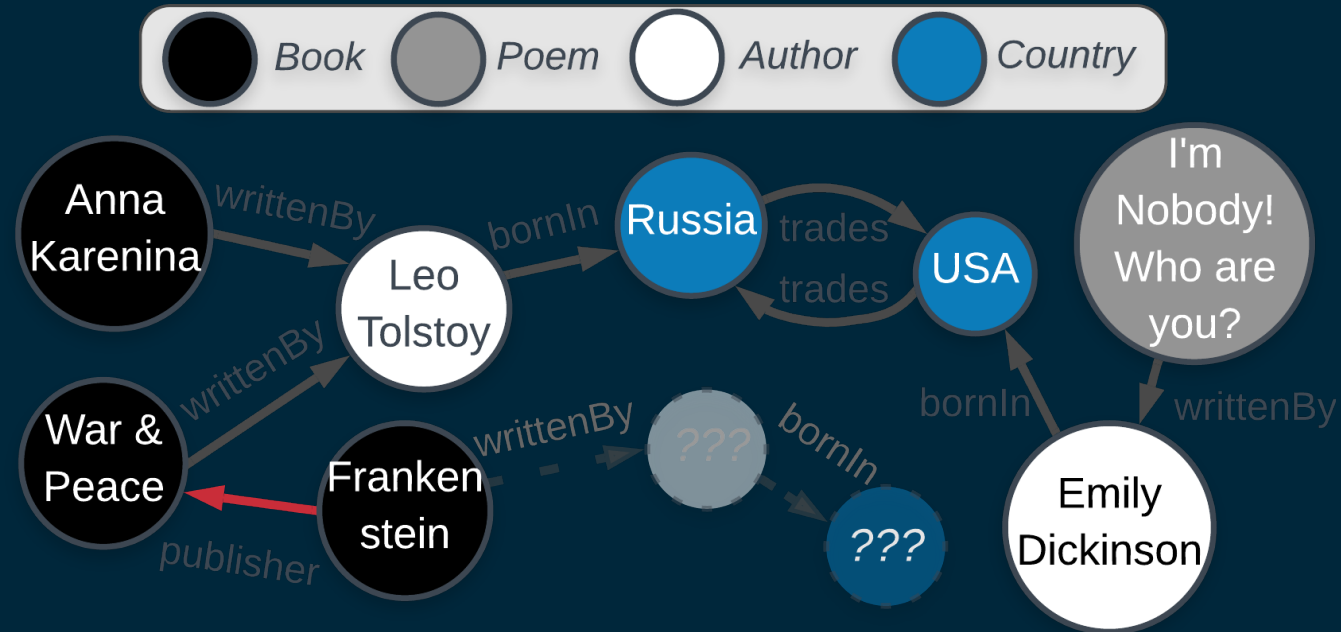 Book Poem Author Country
Anna
Karenina
writtenBy
Leo
Tolstoy
bornIn
Russia
trades
trades
USA
I'm
Nobody!
Who are
you?
War &
Peace
writtenBy
Franken
stein
publisher
writtenBy
???
bornIn
???
bornIn
writtenBy
Emily
Dickinson